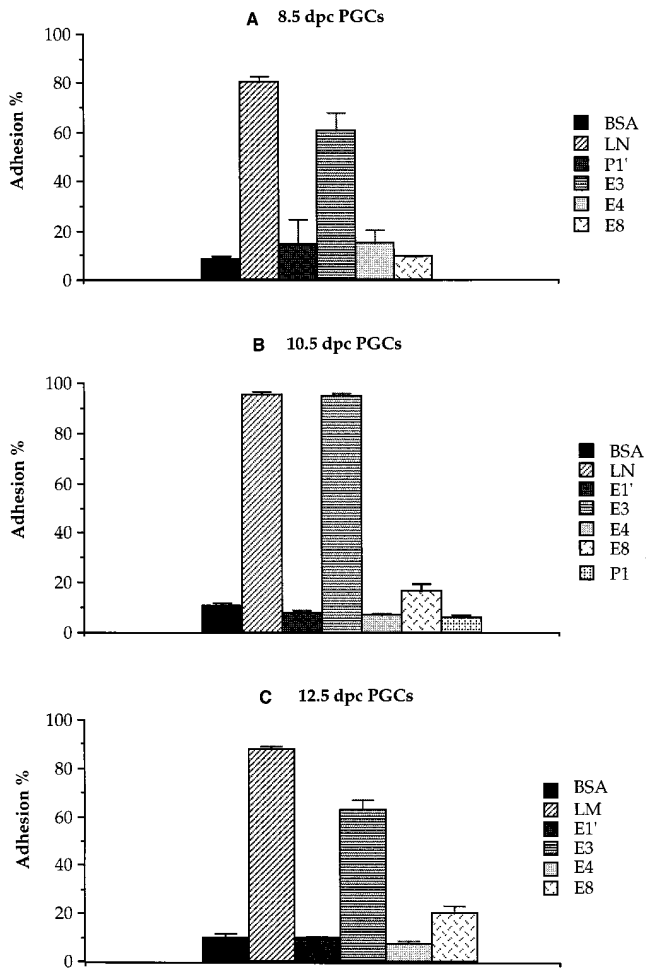 A 8.5 dpc PGCs
100
80
60
40
20
0
Adhesion %
BSA
LN
P1'
E3
E4
E8
B 10.5 dpc PGCs
100
80
60
40
20
0
Adhesion %
BSA
LN
E1'
E3
E4
E8
P1
C 12.5 dpc PGCs
100
80
60
40
20
0
Adhesion %
BSA
LM
E1'
E3
E4
E8